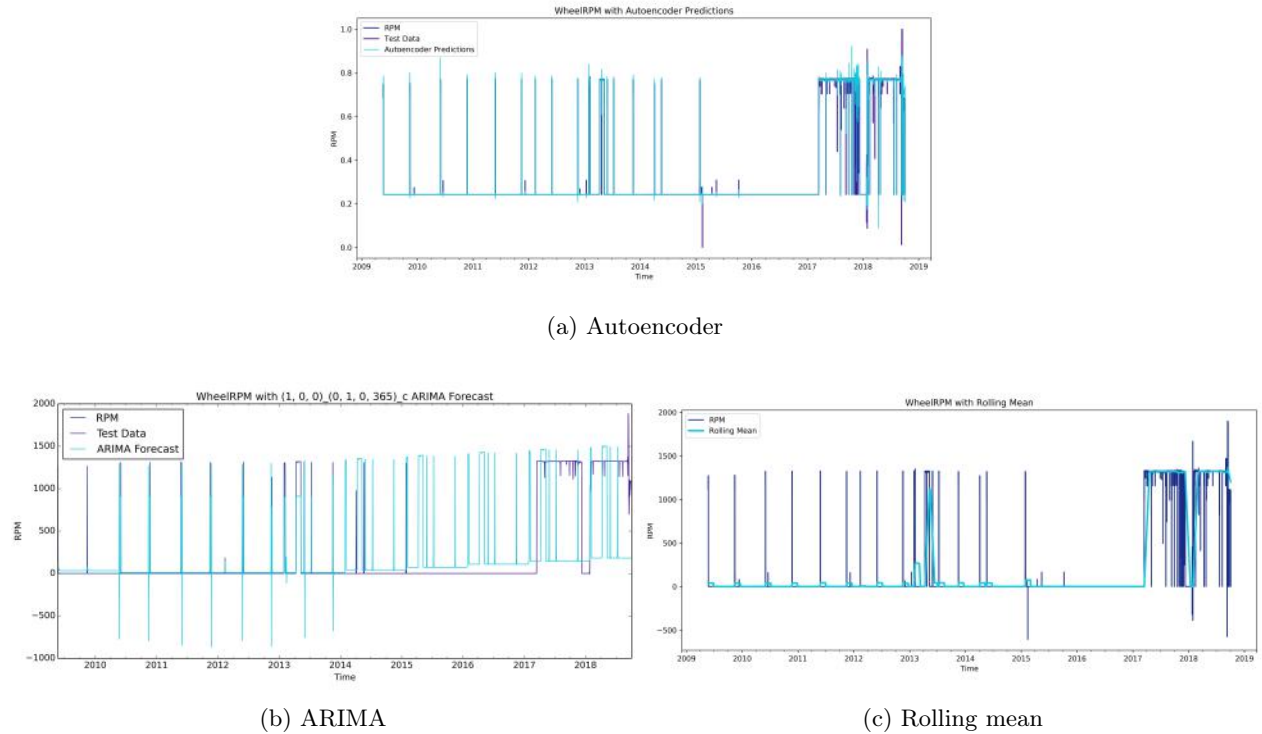 WheelRPM with Autoencoder Predictions
RPM
Test Data
Autoencoder Predictions
1.0
0.8
0.6
0.4
0.2
0.0
RPM
2009 2010 2011 2012 2013 2014 2015 2016 2017 2018 2019
Time
(a) Autoencoder
WheelRPM with (1, 0, 0)_(0, 1, 0, 365)_c ARIMA Forecast
RPM
Test Data
ARIMA Forecast
2000
1500
1000
500
0
−500
−1000
RPM
2010 2011 2012 2013 2014 2015 2016 2017 2018
Time
(b) ARIMA
WheelRPM with Rolling Mean
RPM
Rolling Mean
2000
1500
1000
500
0
−500
RPM
2009 2010 2011 2012 2013 2014 2015 2016 2017 2018 2019
Time
(c) Rolling mean